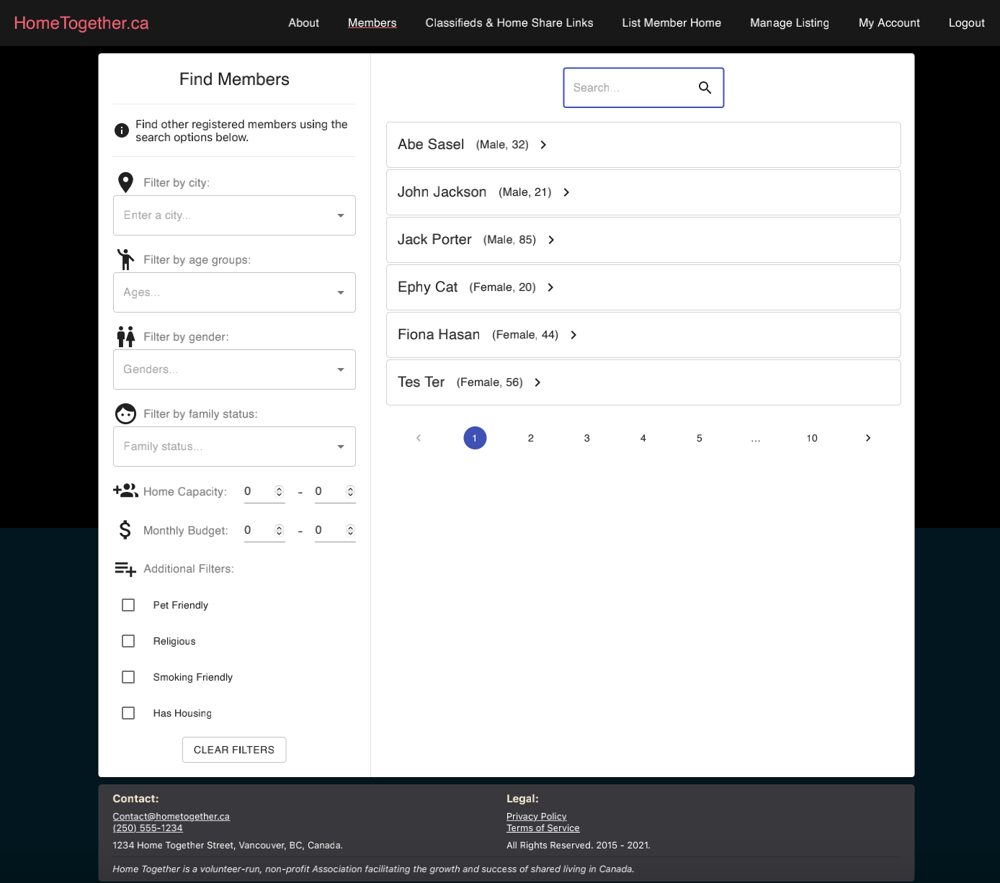 HomeTogether.ca
About
Members
Classifieds & Home Share Links
List Member Home
Manage Listing
My Account
Logout
Find Members
Find other registered members using the
search options below.
Filter by city:
Enter a city...
Filter by age groups:
Ages...
Filter by gender:
Genders...
Filter by family status:
Family status...
Home Capacity: 0 - 0
Monthly Budget: 0 - 0
Additional Filters:
Pet Friendly
Religious
Smoking Friendly
Has Housing
CLEAR FILTERS
Search...
Abe Sasel (Male, 32)
John Jackson (Male, 21)
Jack Porter (Male, 85)
Ephy Cat (Female, 20)
Fiona Hasan (Female, 44)
Tes Ter (Female, 56)
1 2 3 4 5 ... 10
Contact:
Contact@hometogether.ca
(250) 555-1234
1234 Home Together Street, Vancouver, BC, Canada.
Legal:
Privacy Policy
Terms of Service
All Rights Reserved. 2015 - 2021.
Home Together is a volunteer-run, non-profit Association facilitating the growth and success of shared living in Canada.